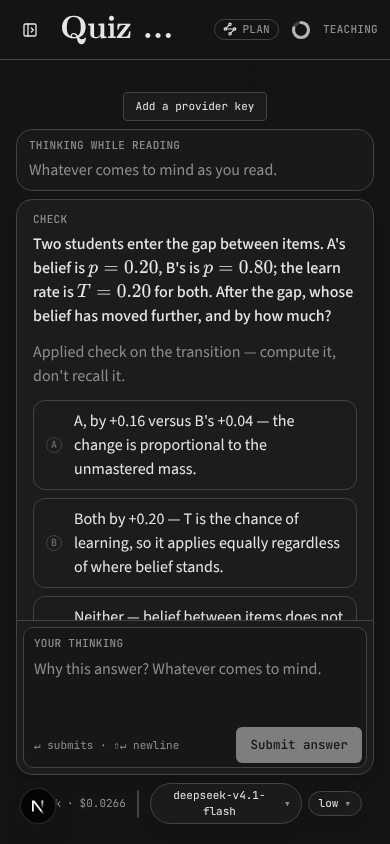 Quiz ...
PLAN
TEACHING
Add a provider key
THINKING WHILE READING
Whatever comes to mind as you read.
CHECK
Two students enter the gap between items. A's
belief is p = 0.20, B's is p = 0.80; the learn
rate is T = 0.20 for both. After the gap, whose
belief has moved further, and by how much?
Applied check on the transition — compute it,
don't recall it.
A
A, by +0.16 versus B's +0.04 — the
change is proportional to the
unmastered mass.
B
Both by +0.20 — T is the chance of
learning, so it applies equally regardless
of where belief stands.
Neither — belief between items does not
YOUR THINKING
Why this answer? Whatever comes to mind.
↵ submits · ⇧↵ newline
Submit answer
N
k · $0.0266
deepseek-v4.1-
flash
low